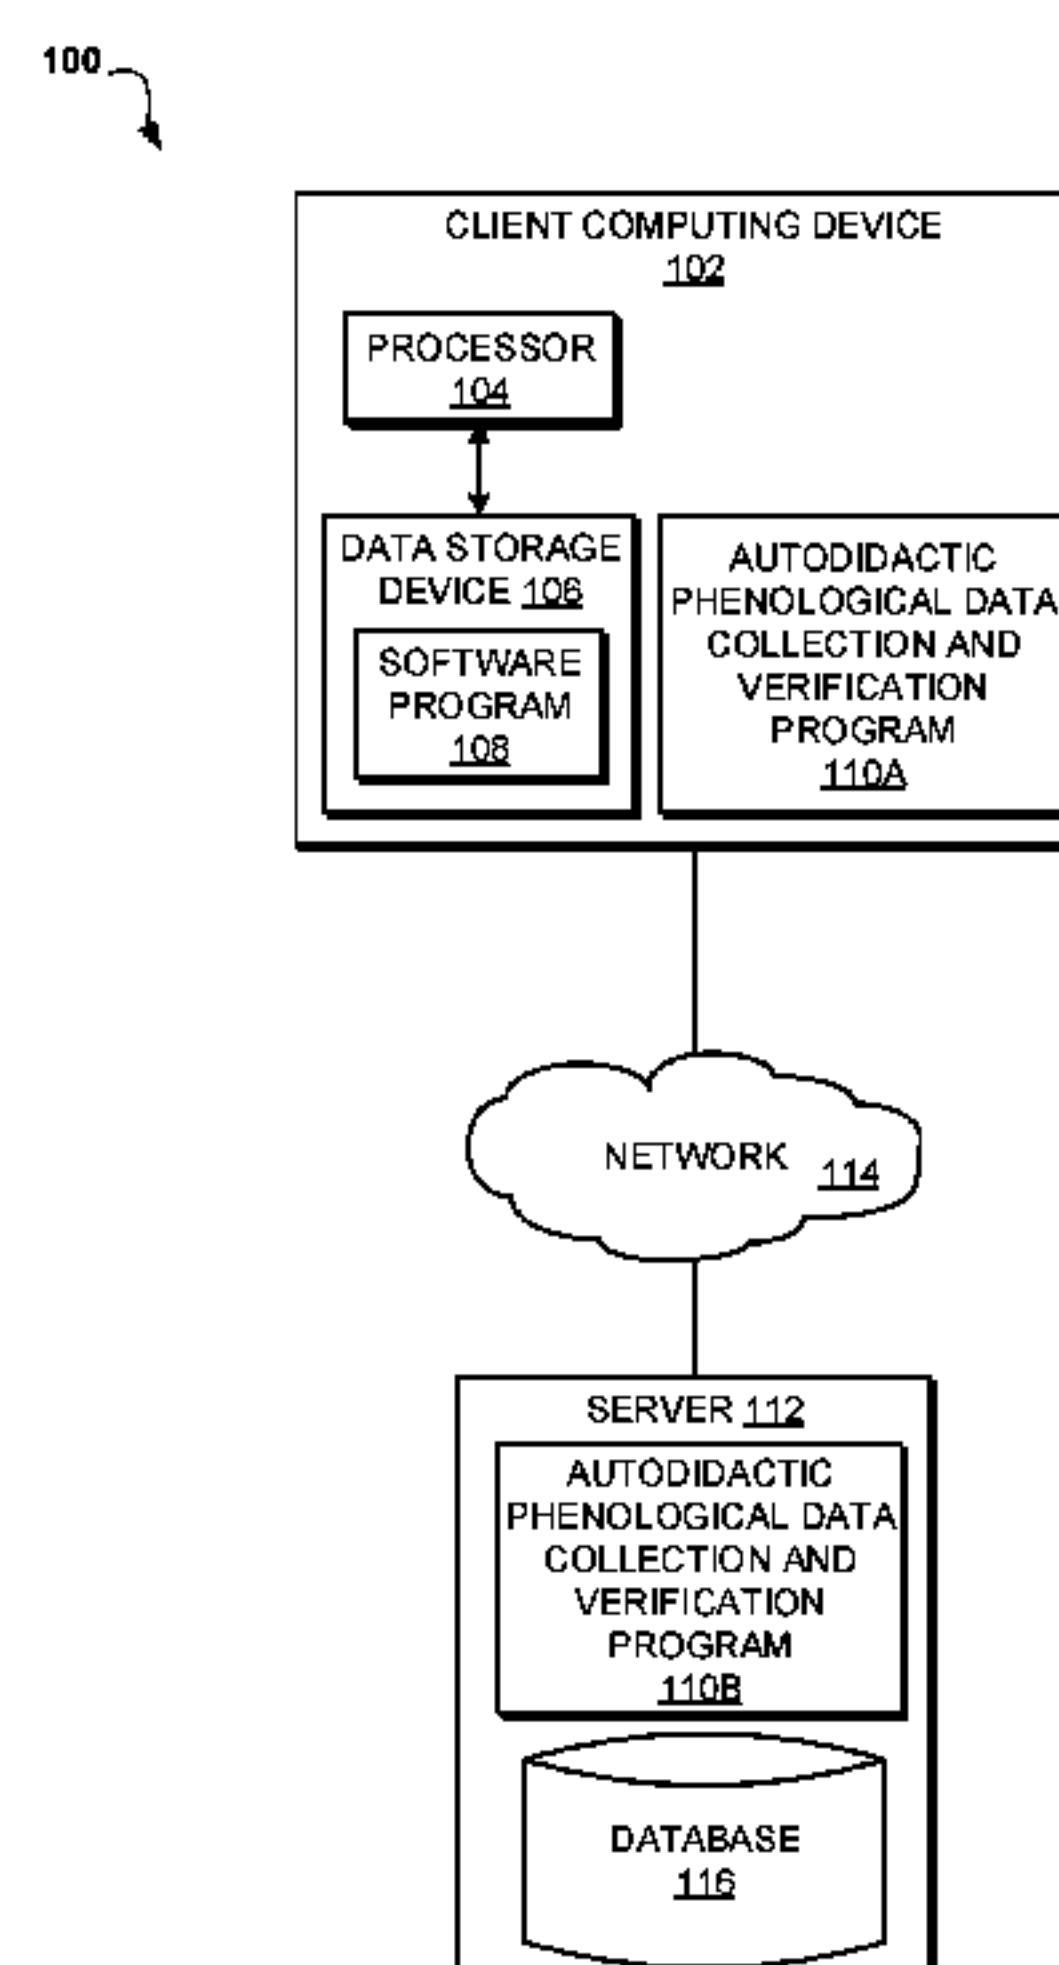 100
CLIENT COMPUTING DEVICE
102
PROCESSOR
104
DATA STORAGE
DEVICE 106
SOFTWARE
PROGRAM
108
AUTODIDACTIC
PHENOLOGICAL DATA
COLLECTION AND
VERIFICATION
PROGRAM
110A
NETWORK 114
SERVER 112
AUTODIDACTIC
PHENOLOGICAL DATA
COLLECTION AND
VERIFICATION
PROGRAM
110B
DATABASE
116